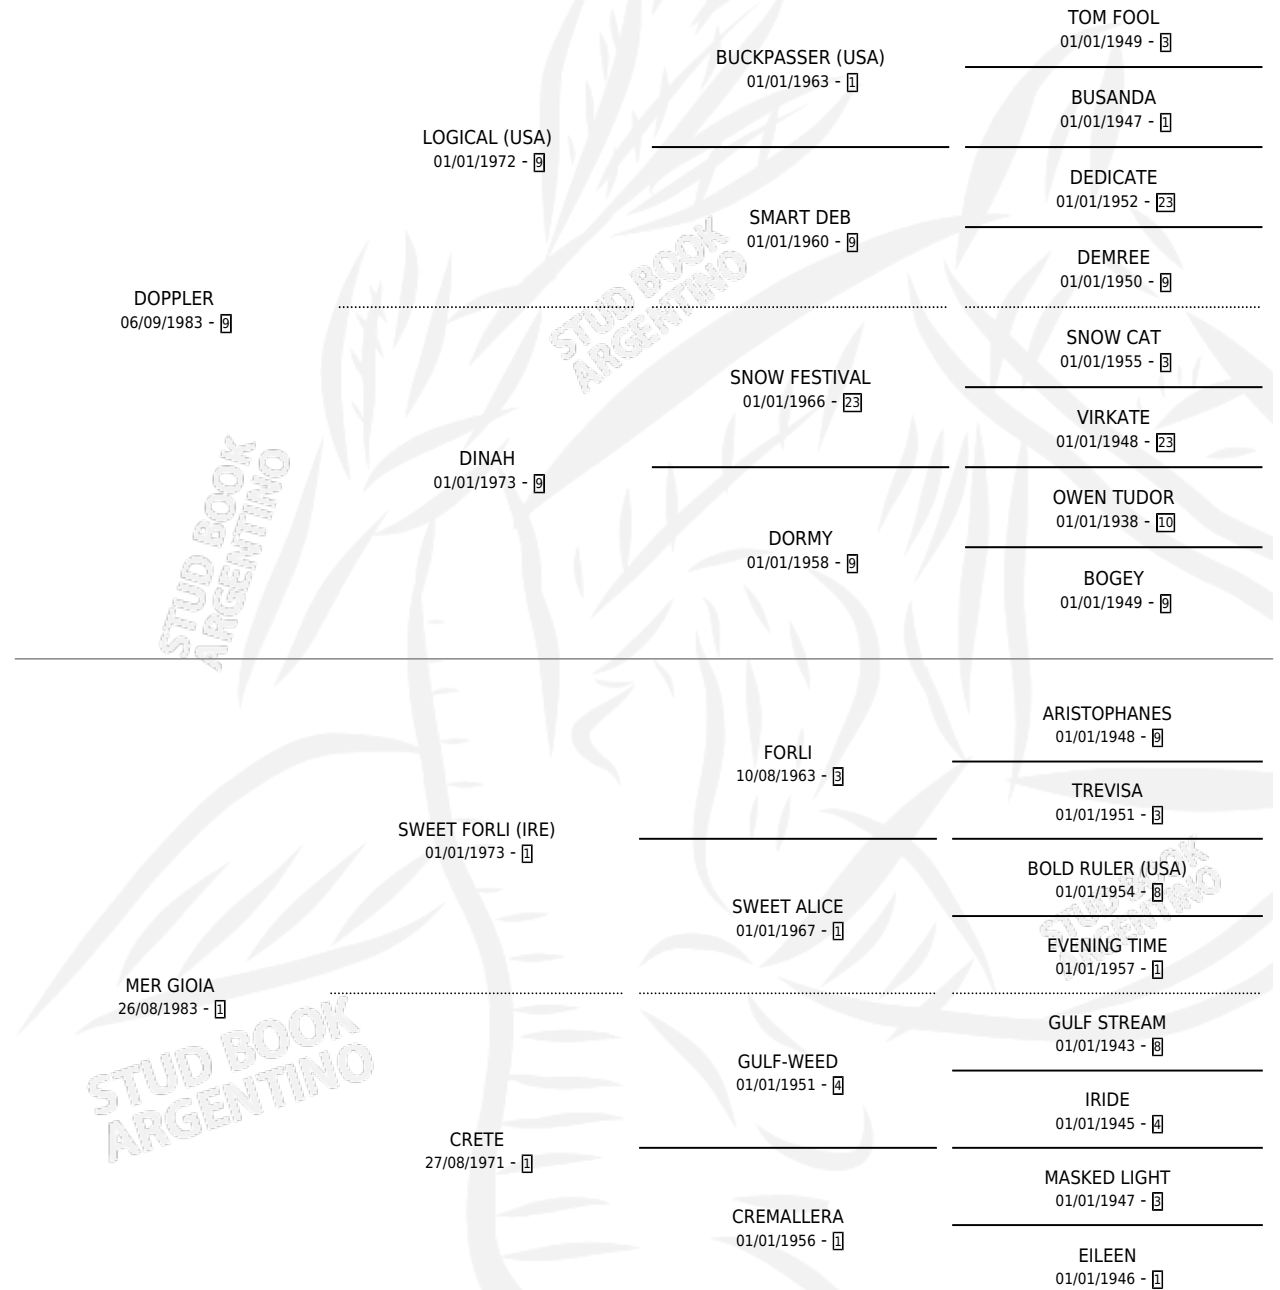 TOM FOOL
01/01/1949 - 3
BUCKPASSER (USA)
01/01/1963 - 1
BUSANDA
01/01/1947 - 1
LOGICAL (USA)
01/01/1972 - 9
DEDICATE
01/01/1952 - 23
SMART DEB
01/01/1960 - 9
DEMREE
01/01/1950 - 9
DOPPLER
06/09/1983 - 9
SNOW CAT
01/01/1955 - 3
SNOW FESTIVAL
01/01/1966 - 23
VIRKATE
01/01/1948 - 23
DINAH
01/01/1973 - 9
OWEN TUDOR
01/01/1938 - 10
DORMY
01/01/1958 - 9
BOGEY
01/01/1949 - 9
ARISTOPHANES
01/01/1948 - 9
FORLI
10/08/1963 - 3
TREVISA
01/01/1951 - 3
SWEET FORLI (IRE)
01/01/1973 - 1
BOLD RULER (USA)
01/01/1954 - 8
SWEET ALICE
01/01/1967 - 1
EVENING TIME
01/01/1957 - 1
MER GIOIA
26/08/1983 - 1
GULF STREAM
01/01/1943 - 8
GULF-WEED
01/01/1951 - 4
IRIDE
01/01/1945 - 4
CRETE
27/08/1971 - 1
MASKED LIGHT
01/01/1947 - 3
CREMALLERA
01/01/1956 - 1
EILEEN
01/01/1946 - 1
STUD BOOK
ARGENTINO
STUD BOOK
ARGENTINO
STUD BOOK
ARGENTINO
STUD BOOK
ARGENTINO